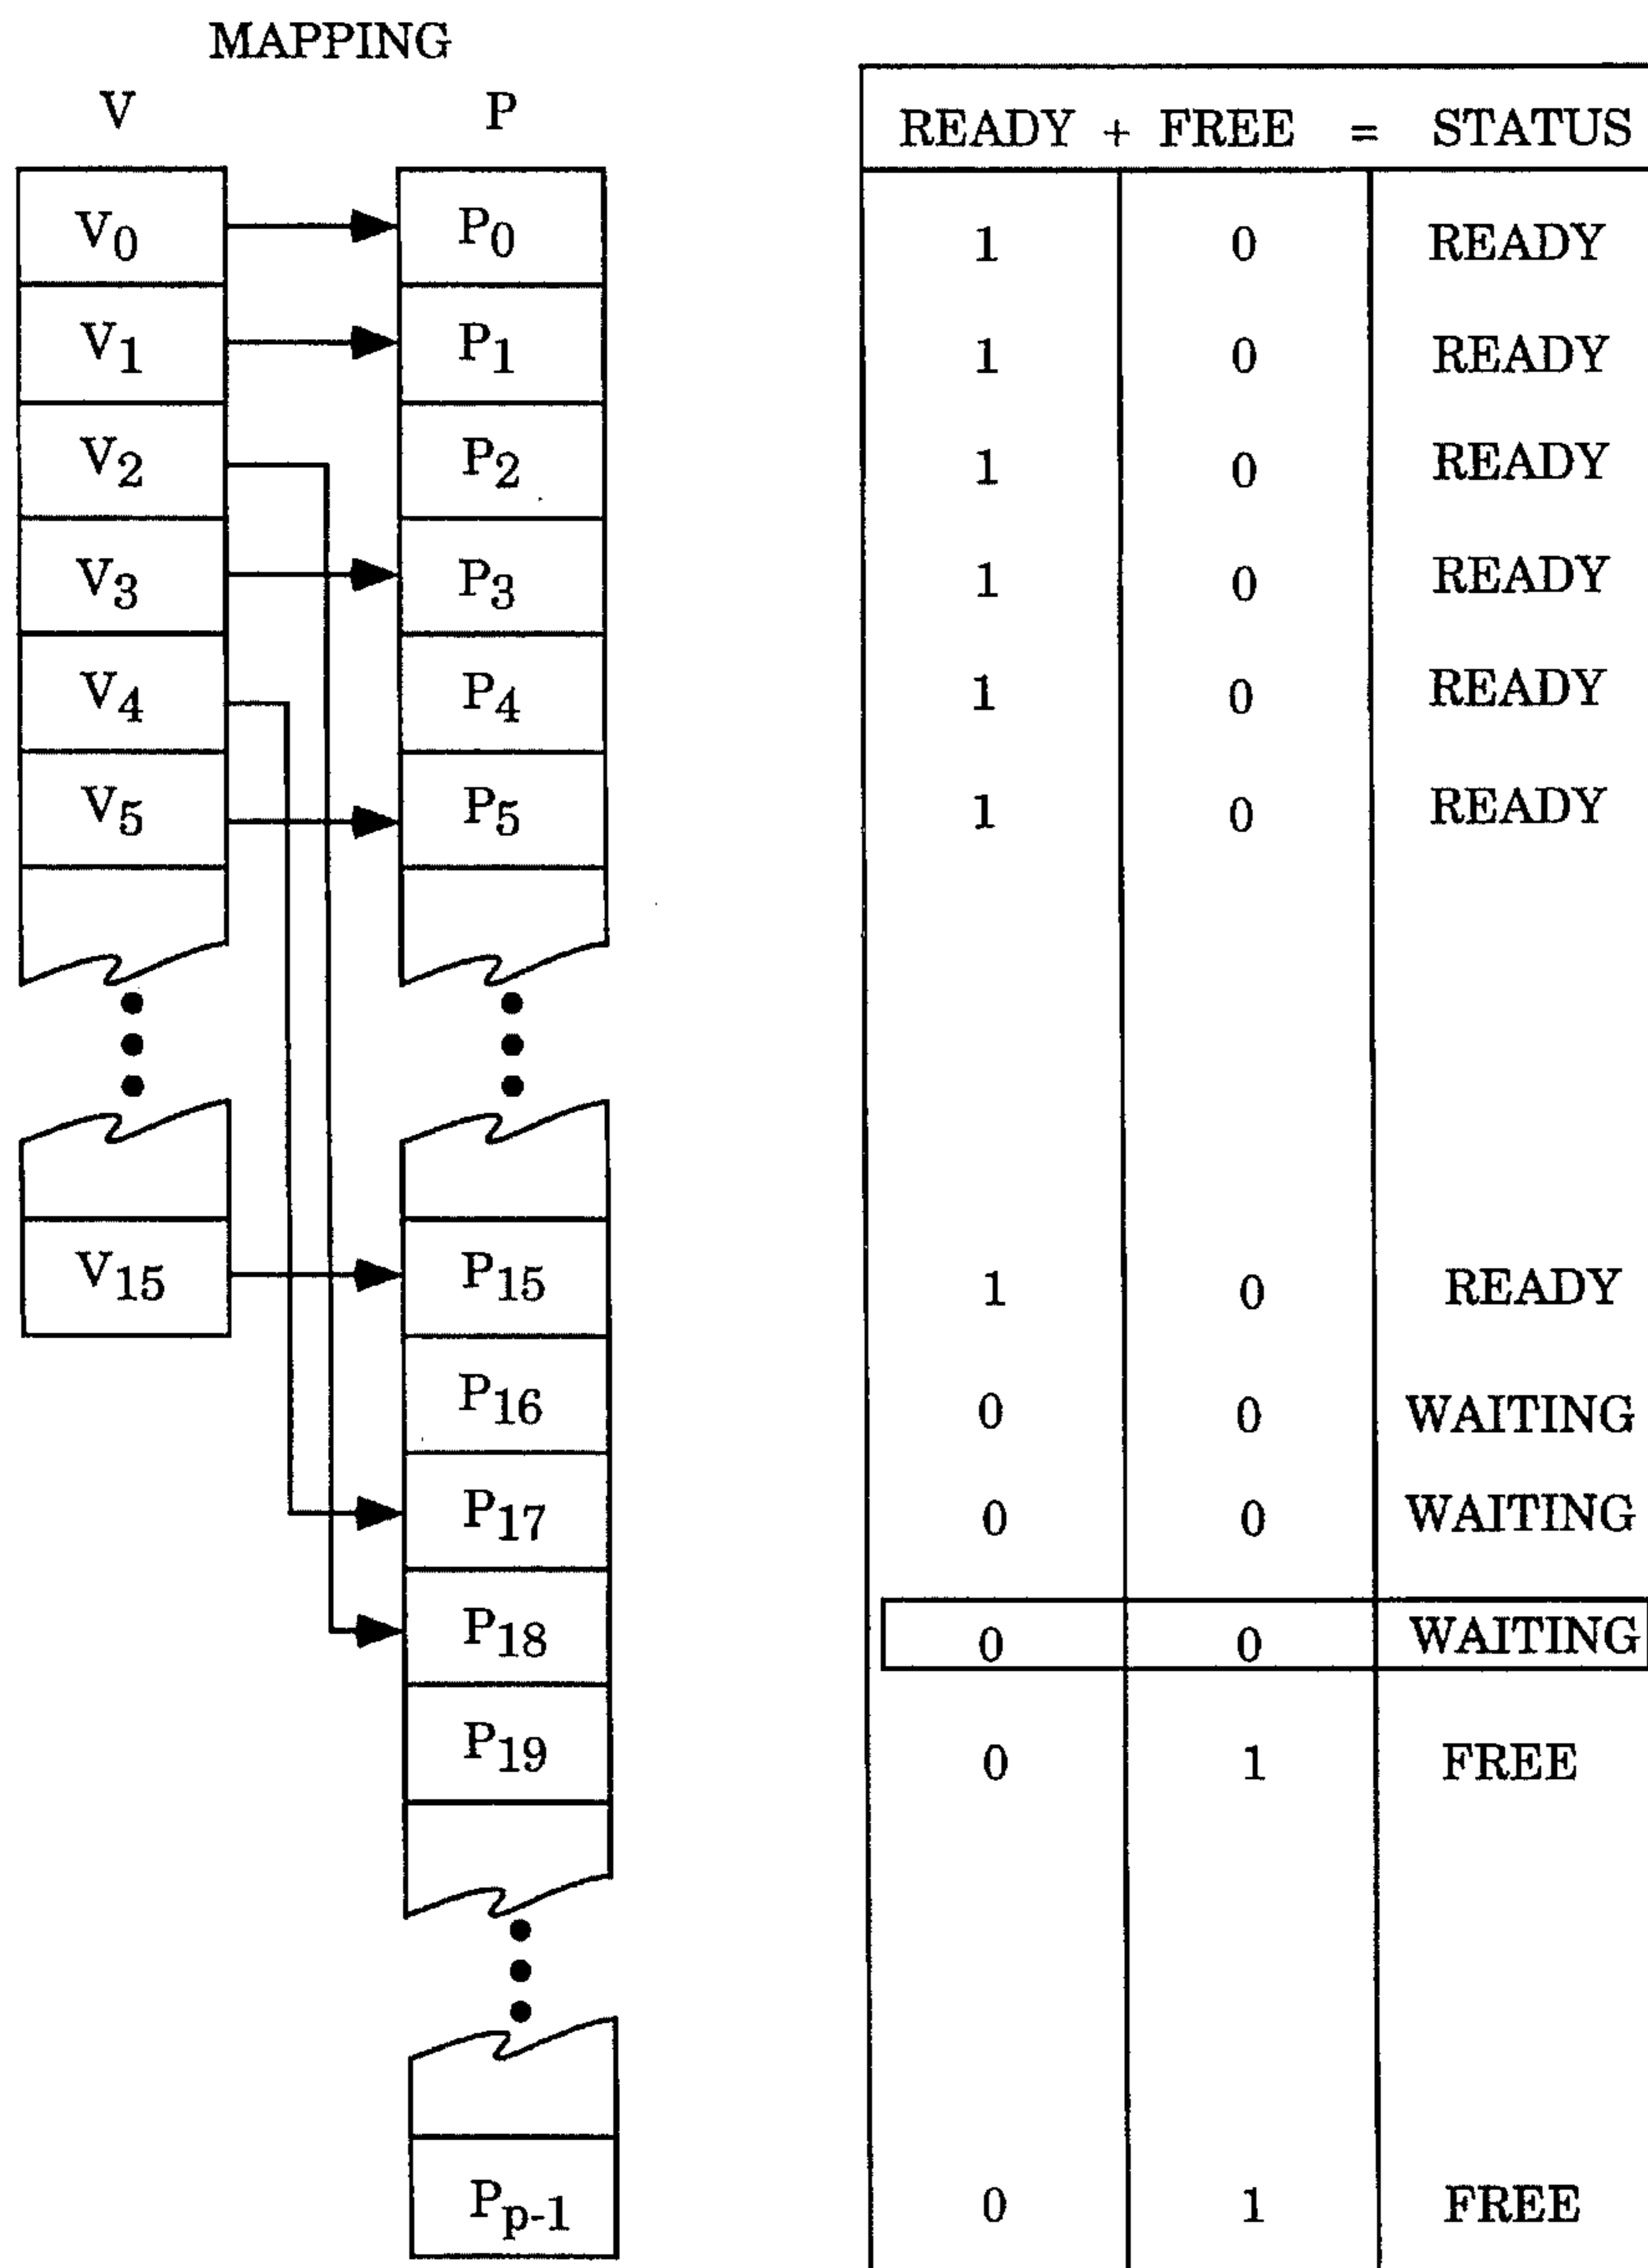 MAPPING
V P
READY + FREE = STATUS
V0 P0 1 0 READY
V1 P1 1 0 READY
V2 P2 1 0 READY
V3 P3 1 0 READY
V4 P4 1 0 READY
V5 P5 1 0 READY
V15 P15 1 0 READY
P16 0 0 WAITING
P17 0 0 WAITING
P18 0 0 WAITING
P19 0 1 FREE
Pp-1 0 1 FREE